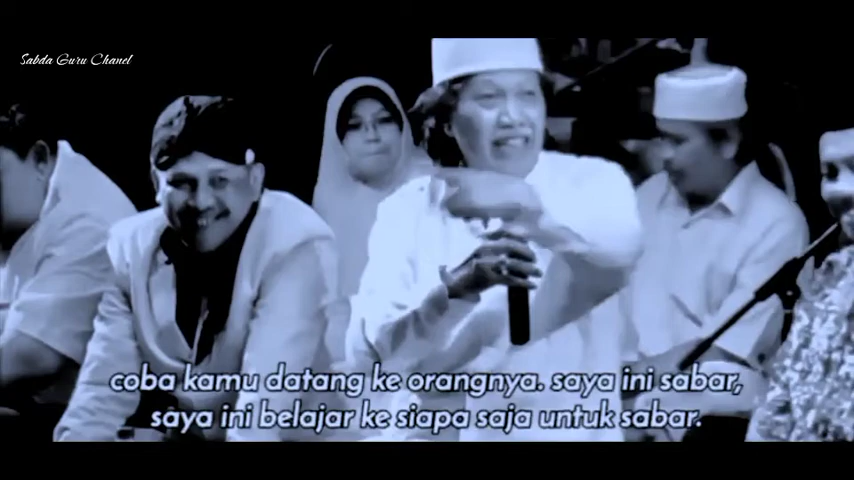 Sabda Guru Chanel
coba kamu datang ke orangnya. saya ini sabar,
saya ini belajar ke siapa saja untuk sabar.